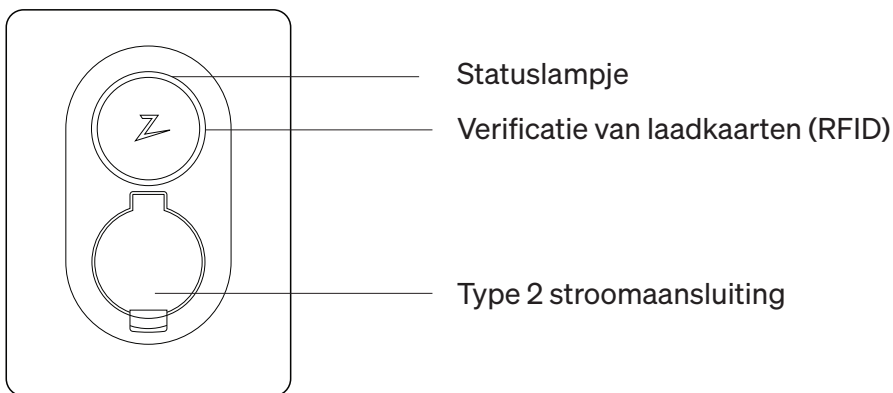 Statuslampje
Verificatie van laadkaarten (RFID)
Type 2 stroomaansluiting